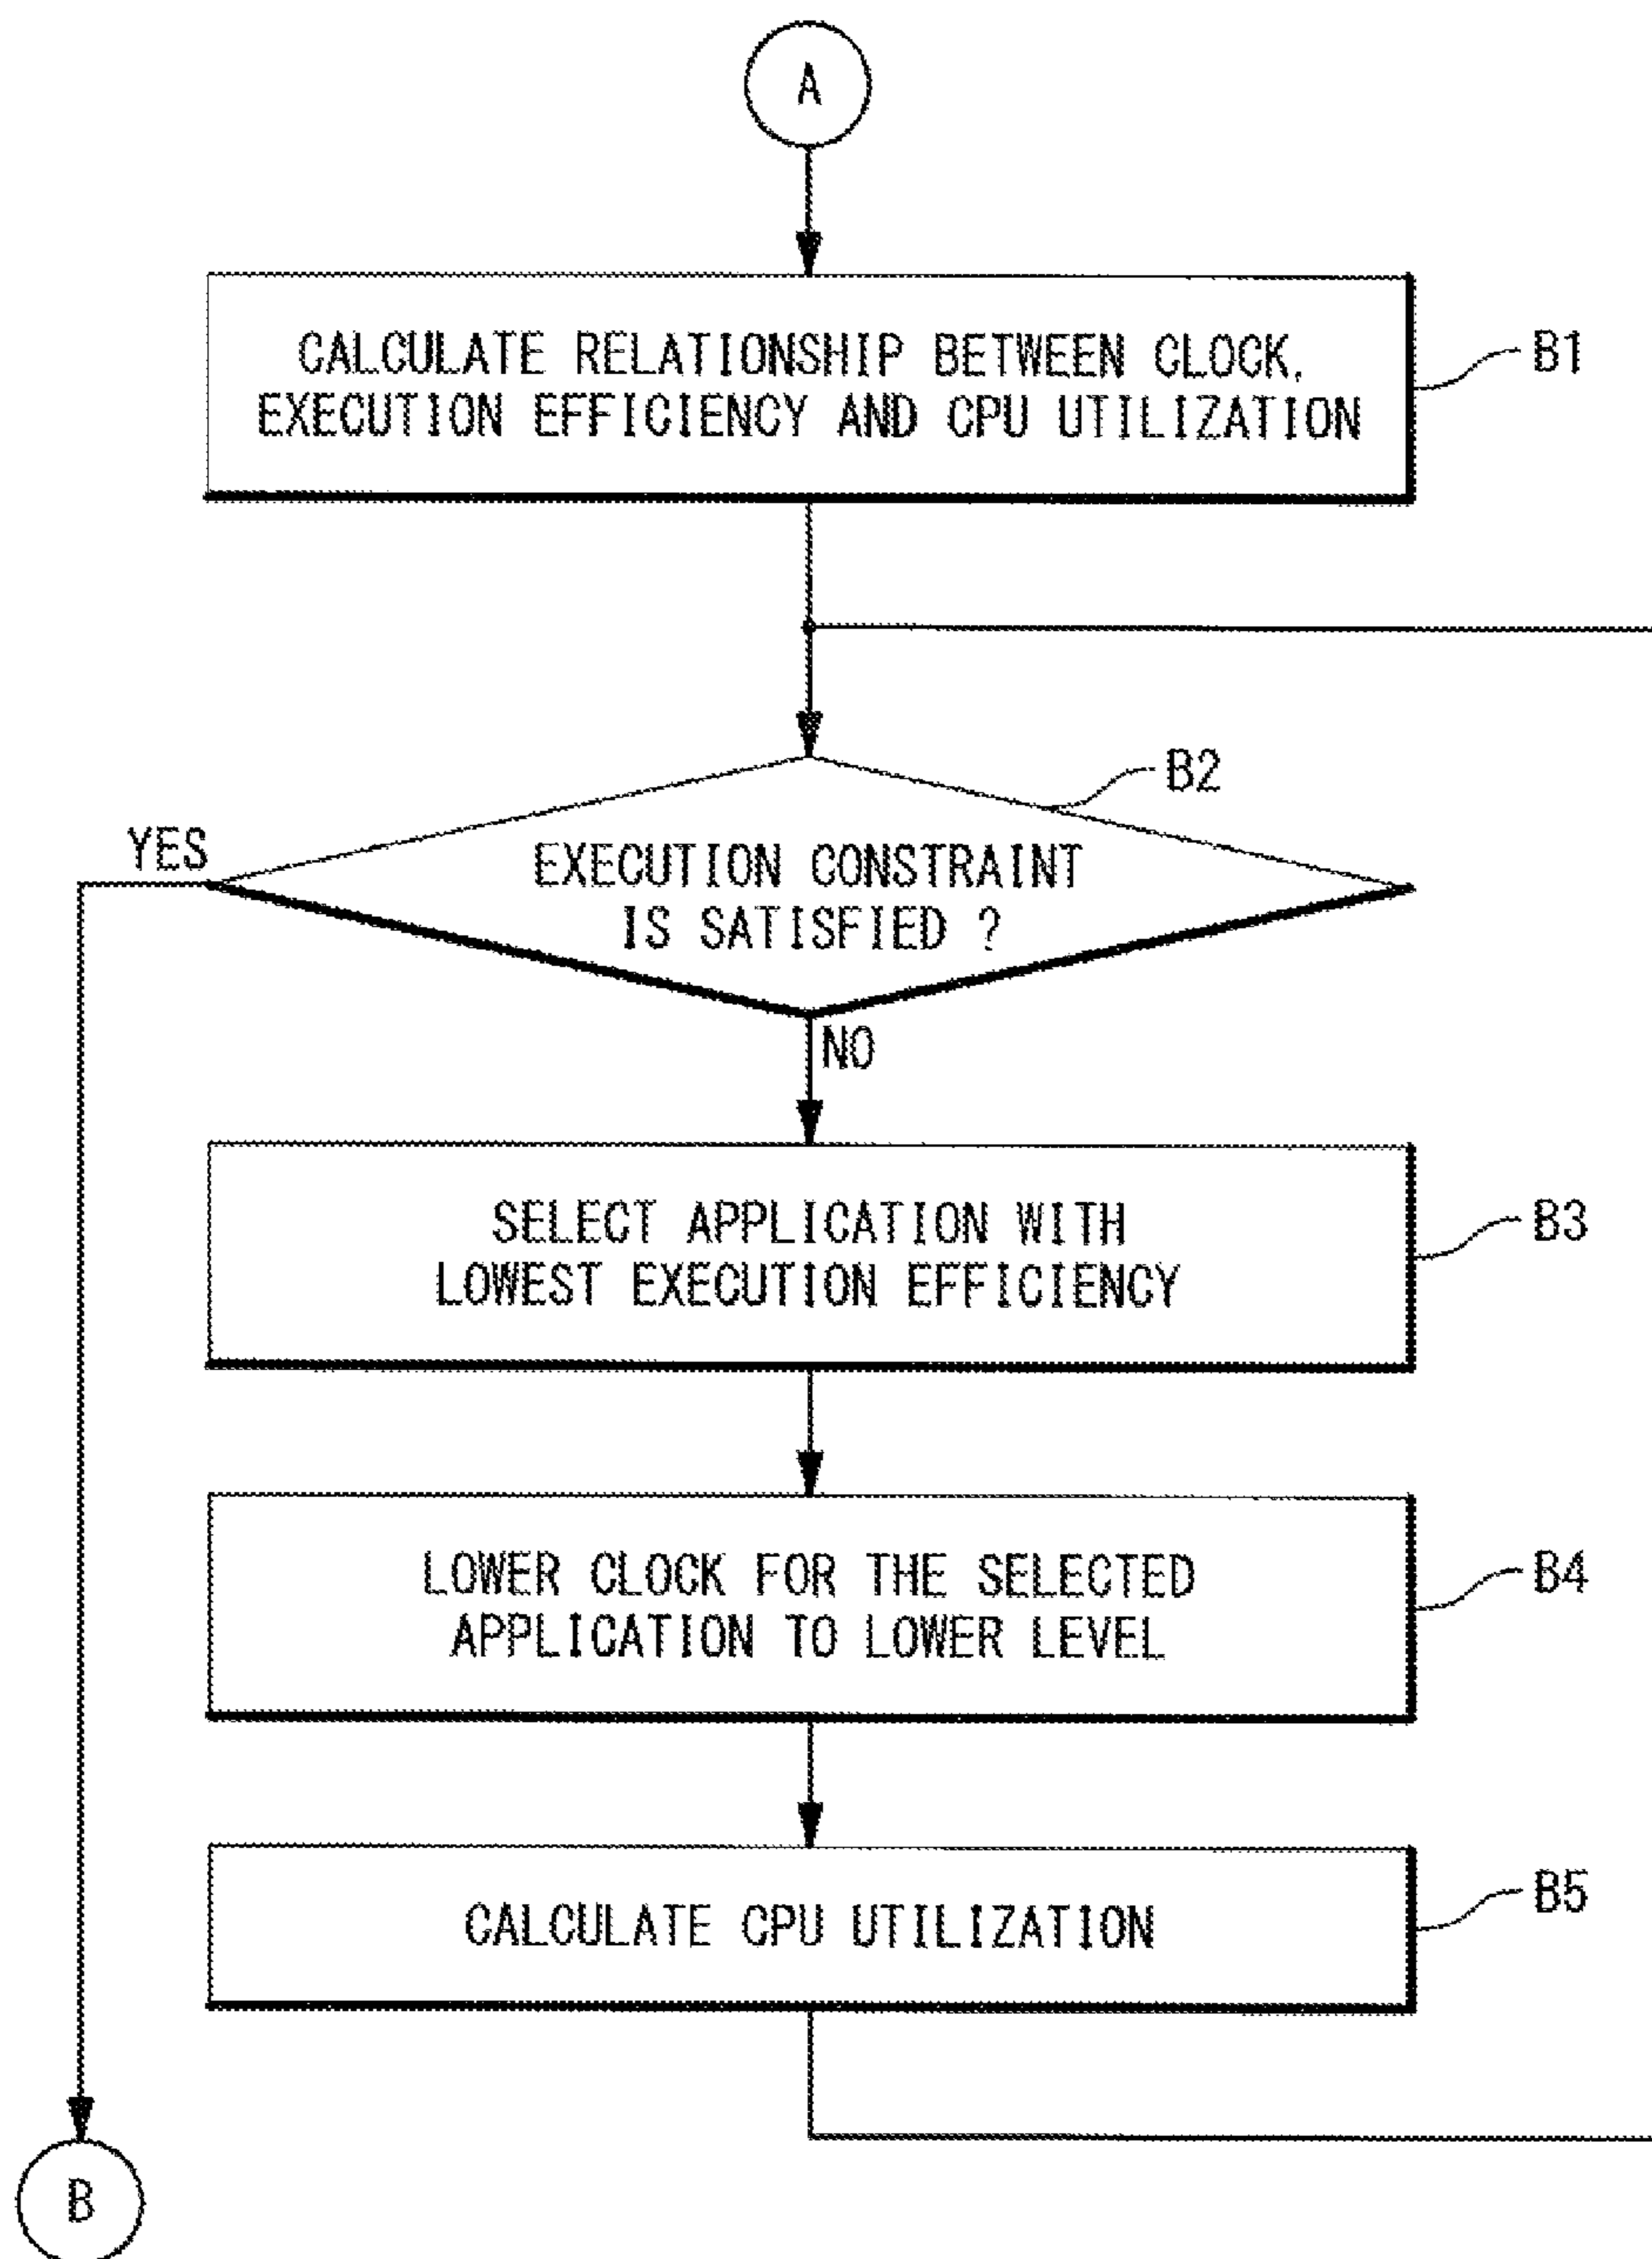 A
CALCULATE RELATIONSHIP BETWEEN CLOCK,
EXECUTION EFFICIENCY AND CPU UTILIZATION
B1
B2
YES
EXECUTION CONSTRAINT
IS SATISFIED ?
NO
SELECT APPLICATION WITH
LOWEST EXECUTION EFFICIENCY
B3
LOWER CLOCK FOR THE SELECTED
APPLICATION TO LOWER LEVEL
B4
CALCULATE CPU UTILIZATION
B5
B